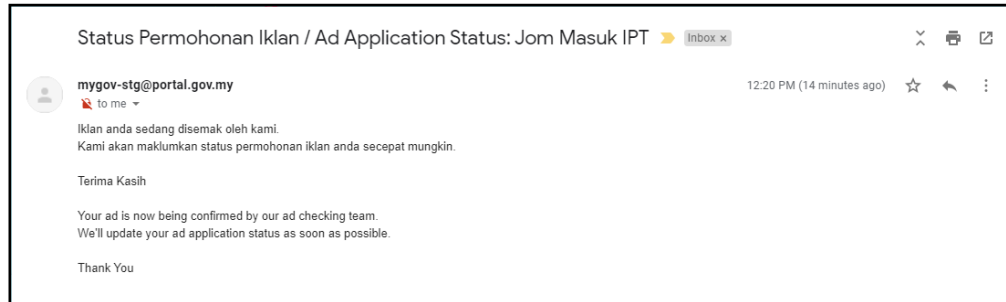 Status Permohonan Iklan / Ad Application Status: Jom Masuk IPT Inbox x
mygov-stg@portal.gov.my 12:20 PM (14 minutes ago)
to me
Iklan anda sedang disemak oleh kami.
Kami akan maklumkan status permohonan iklan anda secepat mungkin.
Terima Kasih
Your ad is now being confirmed by our ad checking team.
We'll update your ad application status as soon as possible.
Thank You